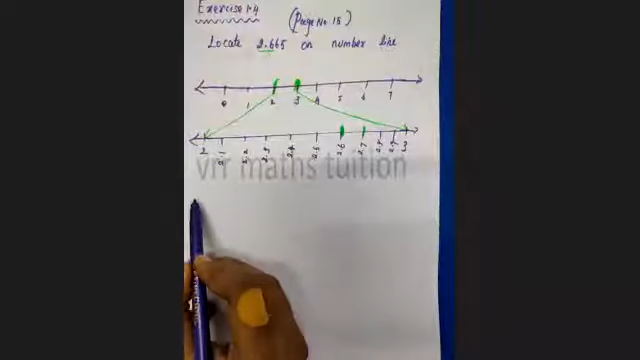 Exercise 1.4
(Page No 15)
Locate 2.665 on number line
0 1 2 3 4 5 6 7
2 2.1 2.2 2.3 2.4 2.5 2.6 2.7 2.8 2.9 3
vrr maths tuition